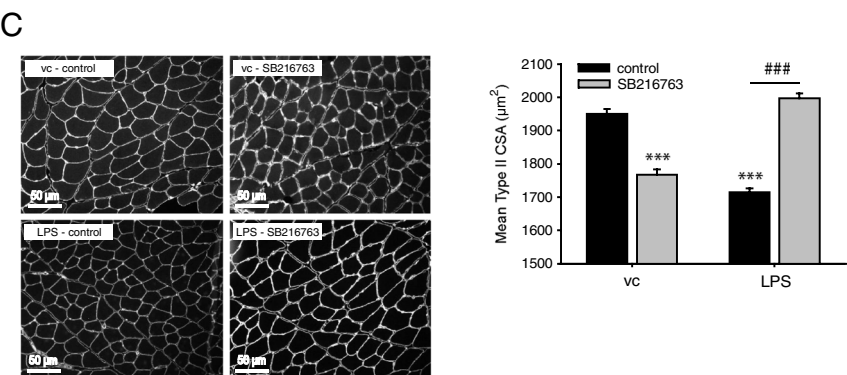 C
vc - control
vc - SB216763
50 µm
50 µm
LPS - control
LPS - SB216763
50 µm
50 µm
Mean Type II CSA (µm²)
2100
2000
1900
1800
1700
1600
1500
control
SB216763
***
***
###
vc
LPS